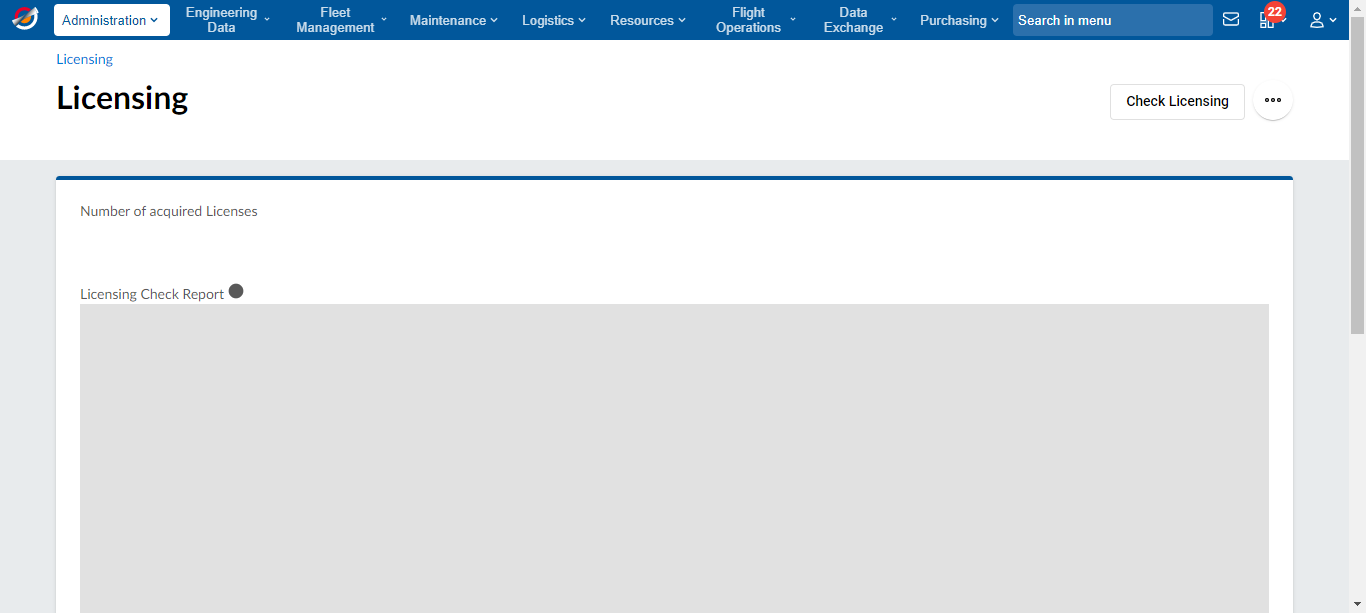 Administration
Engineering
Data
Fleet
Management
Maintenance
Logistics
Resources
Flight
Operations
Data
Exchange
Purchasing
Search in menu
22
Licensing
Licensing
Check Licensing
Number of acquired Licenses
Licensing Check Report